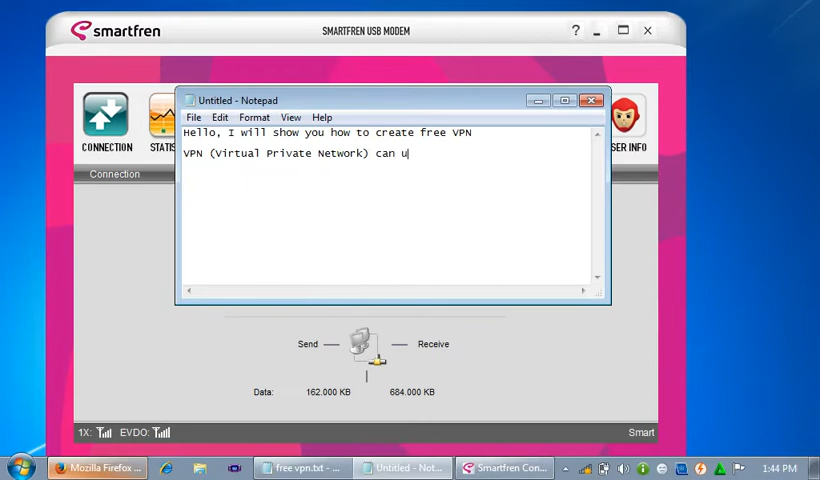 smartfren
SMARTFREN USB MODEM
?
Untitled - Notepad
File Edit Format View Help
Hello, I will show you how to create free VPN
VPN (Virtual Private Network) can u
CONNECTION
STATIS
SER INFO
Connection
Send
Receive
Data: 162.000 KB 684.000 KB
1X: EVDO: Smart
Mozilla Firefox ...
free vpn.txt - ...
Untitled - Not...
Smartfren Con...
1:44 PM